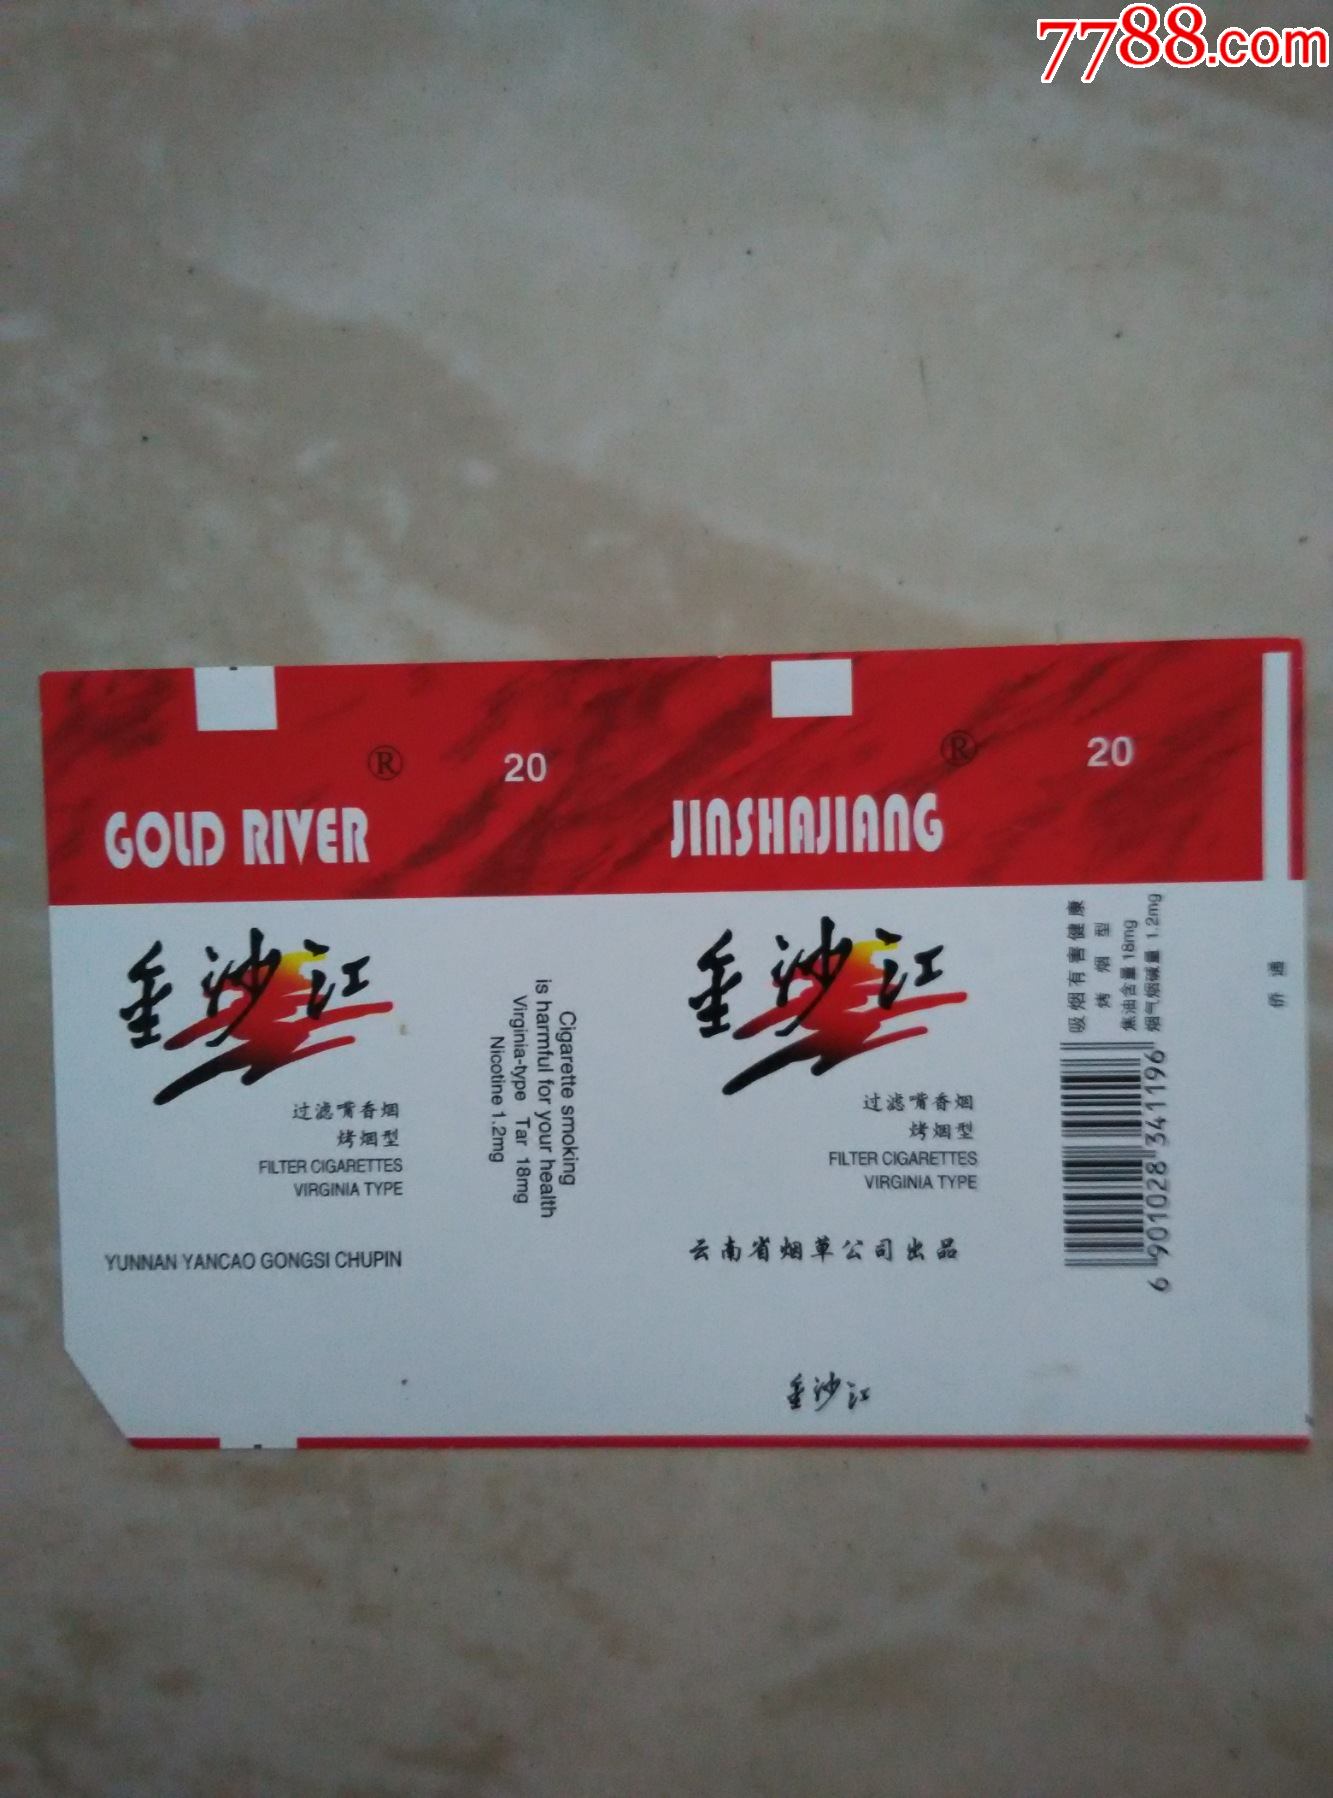 7788.com
GOLD RIVER
®
20
JINSHAJIANG
®
20
金沙江
过滤嘴香烟
烤烟型
FILTER CIGARETTES
VIRGINIA TYPE
YUNNAN YANCAO GONGSI CHUPIN
Cigarette smoking
is harmful for your health
Virginia-type Tar 18mg
Nicotine 1.2mg
金沙江
过滤嘴香烟
烤烟型
FILTER CIGARETTES
VIRGINIA TYPE
云南省烟草公司出品
金沙江
吸烟有害健康
烤烟型
焦油含量 18mg
烟气烟碱量 1.2mg
6 901028 341196
侨通